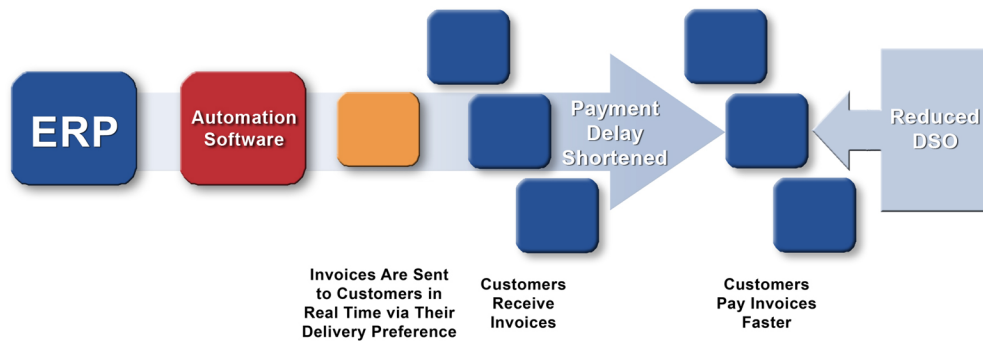 ERP
Automation
Software
Payment
Delay
Shortened
Reduced
DSO
Invoices Are Sent
to Customers in
Real Time via Their
Delivery Preference
Customers
Receive
Invoices
Customers
Pay Invoices
Faster